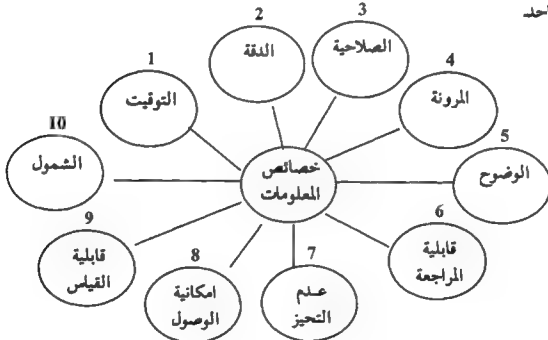 احد
3
الصلاحية
2
الدقة
4
المرونة
1
التوقيت
5
الوضوح
10
الشمول
خصائص
المعلومات
6
قابلية
المراجعة
9
قابلية
القياس
7
عدم
التحيز
8
امكانية
الوصول